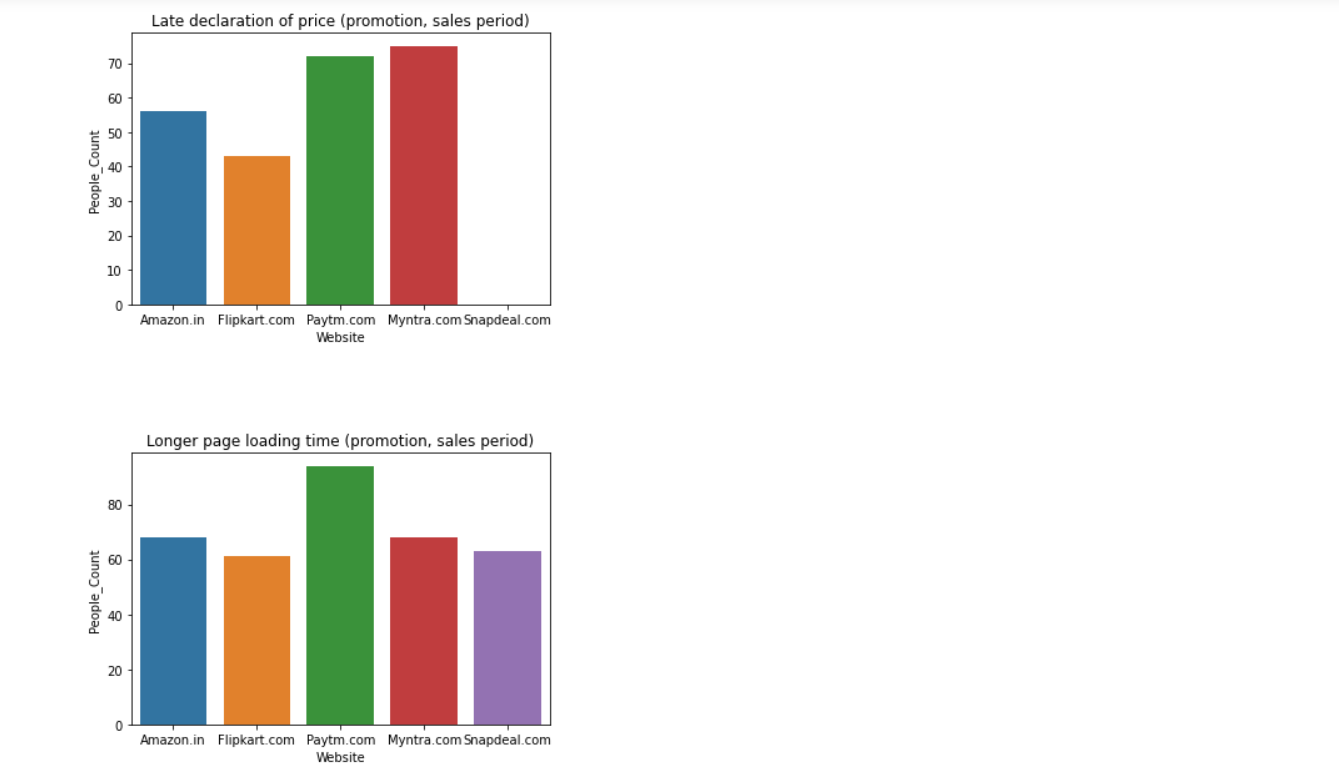 Late declaration of price (promotion, sales period)
70
60
50
40
30
20
10
0
People_Count
Amazon.in Flipkart.com Paytm.com Myntra.com Snapdeal.com
Website
Longer page loading time (promotion, sales period)
80
60
40
20
0
People_Count
Amazon.in Flipkart.com Paytm.com Myntra.com Snapdeal.com
Website